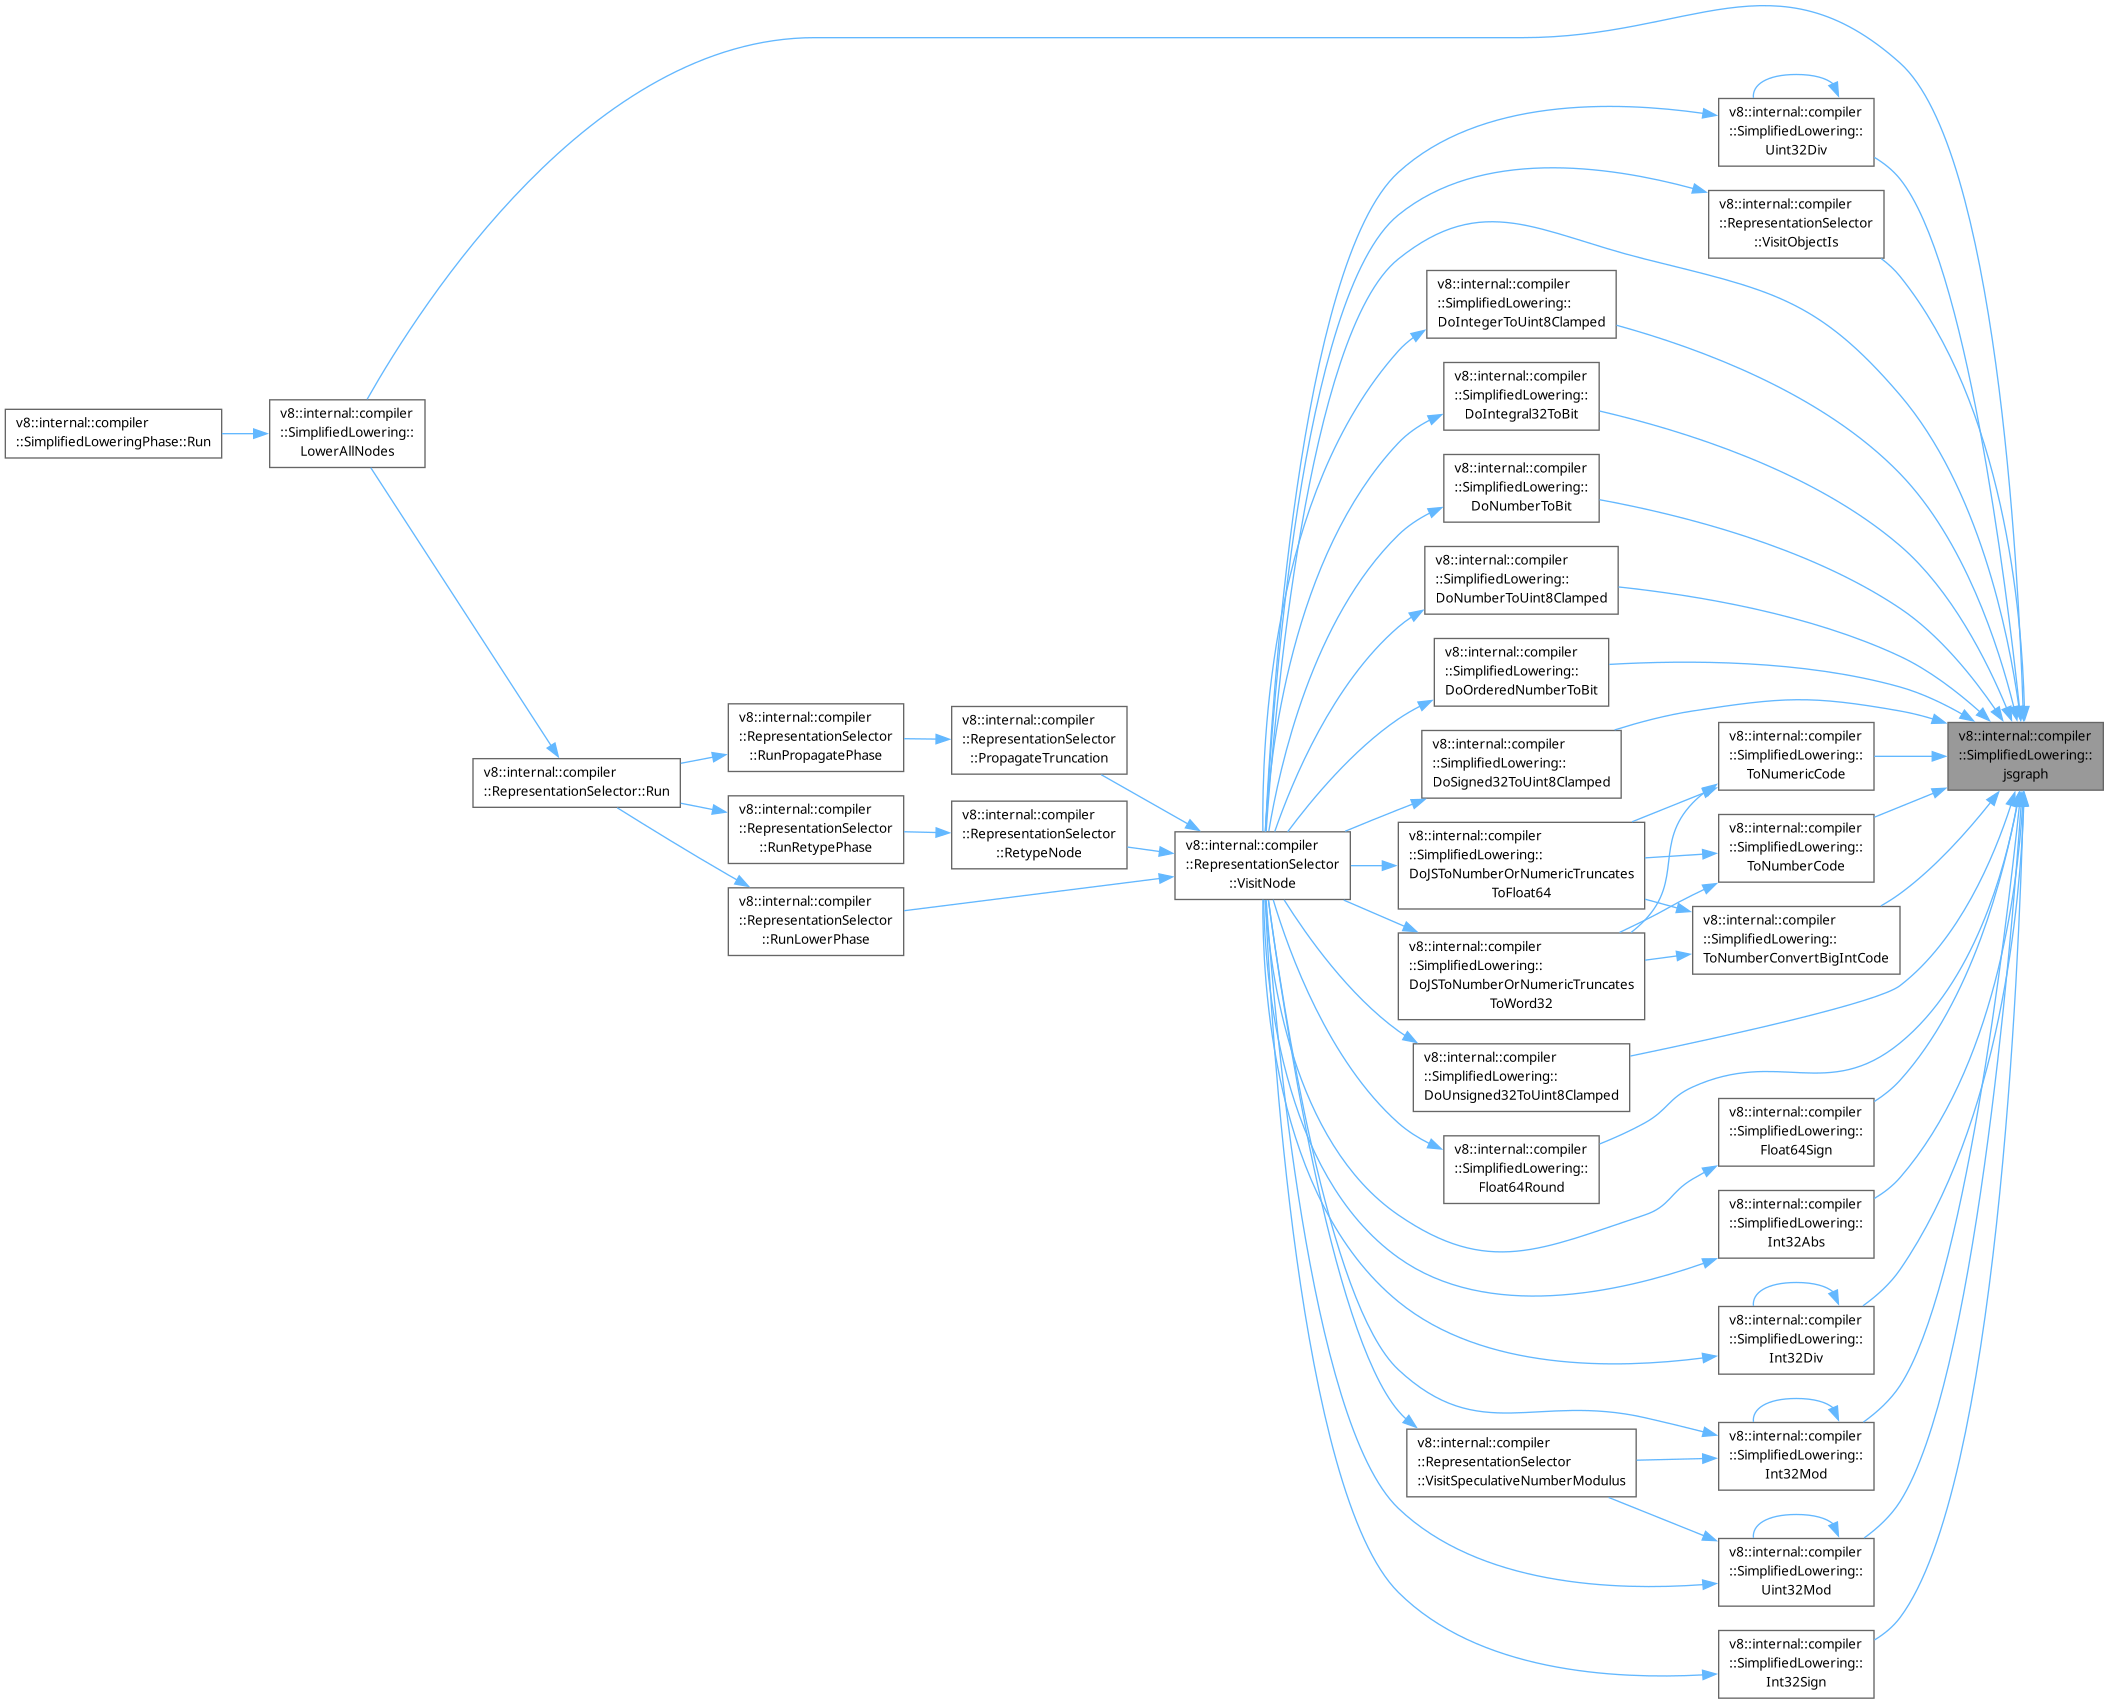 v8::internal::compiler
::SimplifiedLoweringPhase::Run
v8::internal::compiler
::SimplifiedLowering::
LowerAllNodes
v8::internal::compiler
::RepresentationSelector::Run
v8::internal::compiler
::RepresentationSelector
::RunPropagatePhase
v8::internal::compiler
::RepresentationSelector
::RunRetypePhase
v8::internal::compiler
::RepresentationSelector
::RunLowerPhase
v8::internal::compiler
::RepresentationSelector
::PropagateTruncation
v8::internal::compiler
::RepresentationSelector
::RetypeNode
v8::internal::compiler
::RepresentationSelector
::VisitNode
v8::internal::compiler
::SimplifiedLowering::
DoIntegerToUint8Clamped
v8::internal::compiler
::SimplifiedLowering::
DoIntegral32ToBit
v8::internal::compiler
::SimplifiedLowering::
DoNumberToBit
v8::internal::compiler
::SimplifiedLowering::
DoNumberToUint8Clamped
v8::internal::compiler
::SimplifiedLowering::
DoOrderedNumberToBit
v8::internal::compiler
::SimplifiedLowering::
DoSigned32ToUint8Clamped
v8::internal::compiler
::SimplifiedLowering::
DoJSToNumberOrNumericTruncates
ToFloat64
v8::internal::compiler
::SimplifiedLowering::
DoJSToNumberOrNumericTruncates
ToWord32
v8::internal::compiler
::SimplifiedLowering::
DoUnsigned32ToUint8Clamped
v8::internal::compiler
::SimplifiedLowering::
Float64Round
v8::internal::compiler
::RepresentationSelector
::VisitSpeculativeNumberModulus
v8::internal::compiler
::SimplifiedLowering::
Uint32Div
v8::internal::compiler
::RepresentationSelector
::VisitObjectIs
v8::internal::compiler
::SimplifiedLowering::
ToNumericCode
v8::internal::compiler
::SimplifiedLowering::
ToNumberCode
v8::internal::compiler
::SimplifiedLowering::
ToNumberConvertBigIntCode
v8::internal::compiler
::SimplifiedLowering::
Float64Sign
v8::internal::compiler
::SimplifiedLowering::
Int32Abs
v8::internal::compiler
::SimplifiedLowering::
Int32Div
v8::internal::compiler
::SimplifiedLowering::
Int32Mod
v8::internal::compiler
::SimplifiedLowering::
Uint32Mod
v8::internal::compiler
::SimplifiedLowering::
Int32Sign
v8::internal::compiler
::SimplifiedLowering::
jsgraph